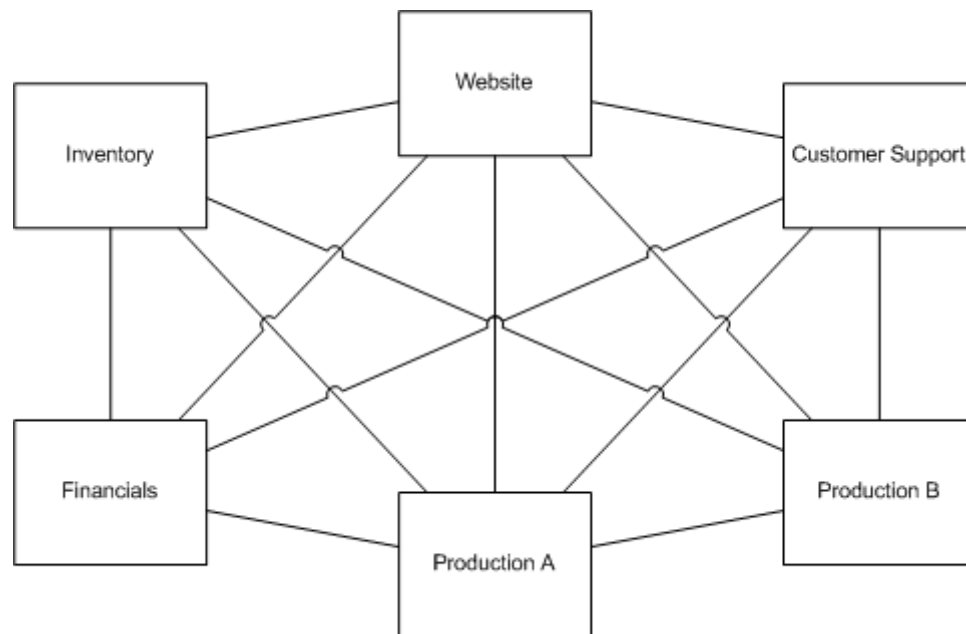 Website
Inventory
Customer Support
Financials
Production B
Production A